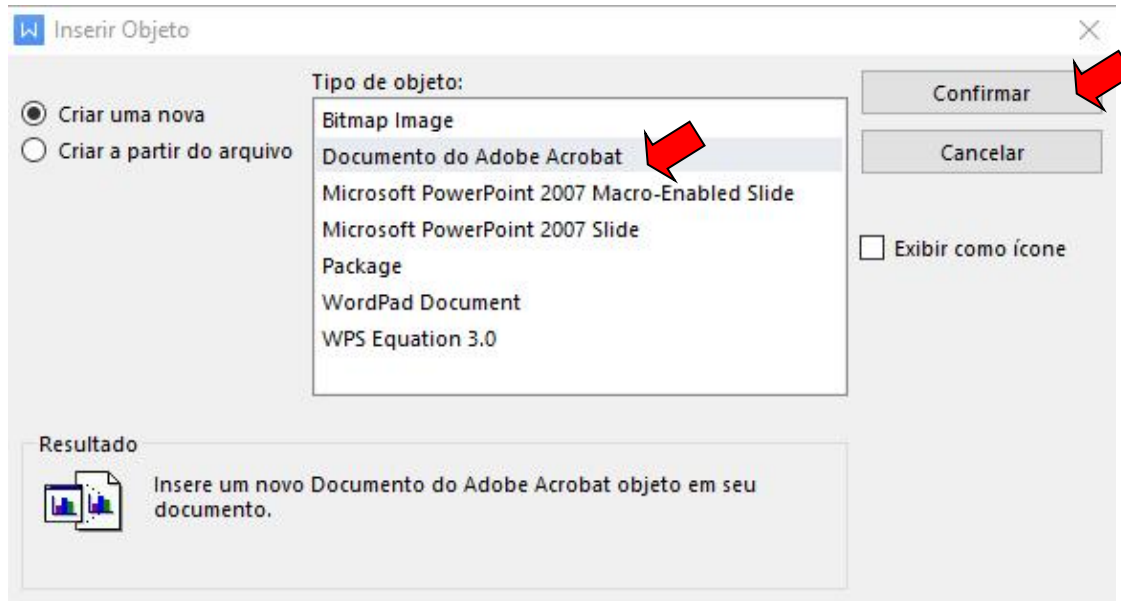 Inserir Objeto
Criar uma nova
Criar a partir do arquivo
Tipo de objeto:
Bitmap Image
Documento do Adobe Acrobat
Microsoft PowerPoint 2007 Macro-Enabled Slide
Microsoft PowerPoint 2007 Slide
Package
WordPad Document
WPS Equation 3.0
Confirmar
Cancelar
Exibir como ícone
Resultado
Insere um novo Documento do Adobe Acrobat objeto em seu
documento.